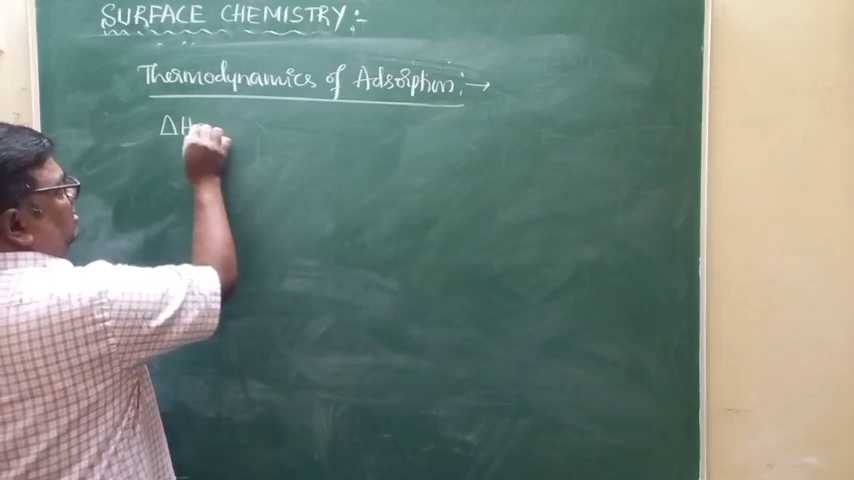 SURFACE CHEMISTRY:-
Thermodynamics of Adsorption:→
ΔH